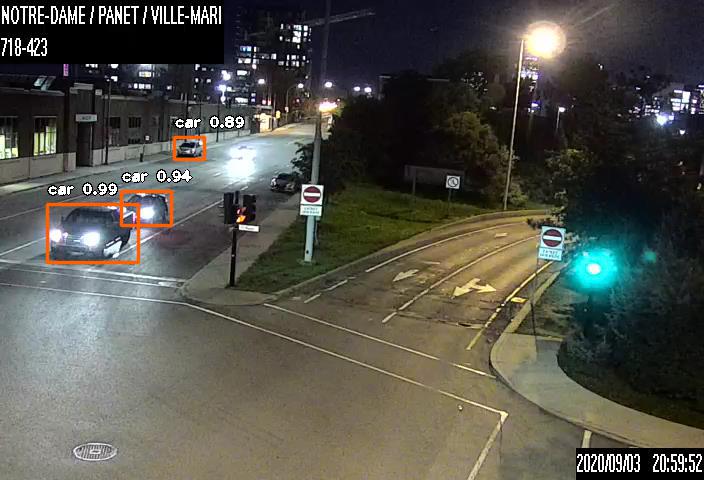 NOTRE-DAME / PANET / VILLE-MARI
718-423
car 0.89
car 0.94
car 0.99
2020/09/03 20:59:52